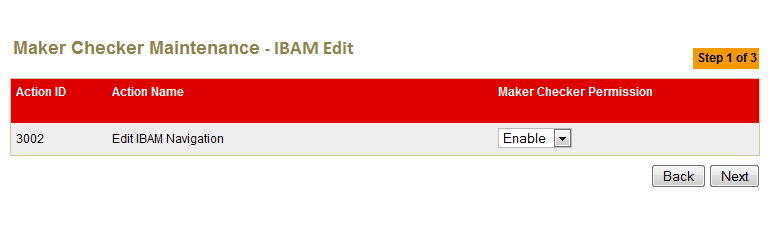 Maker Checker Maintenance - IBAM Edit
Step 1 of 3
Action ID Action Name Maker Checker Permission
3002 Edit IBAM Navigation Enable
Back Next